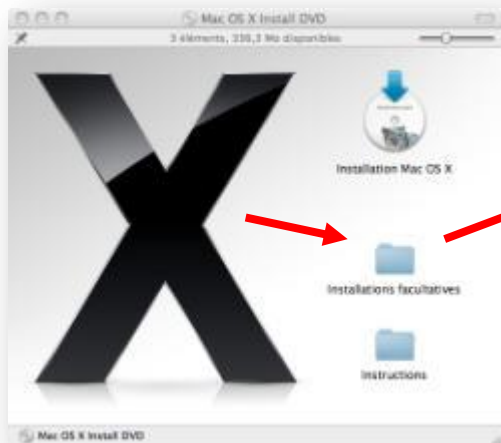 Mac OS X Install DVD
3 éléments, 338,3 Mo disponibles
X
Installation Mac OS X
Installations facultatives
Instructions
Mac OS X Install DVD